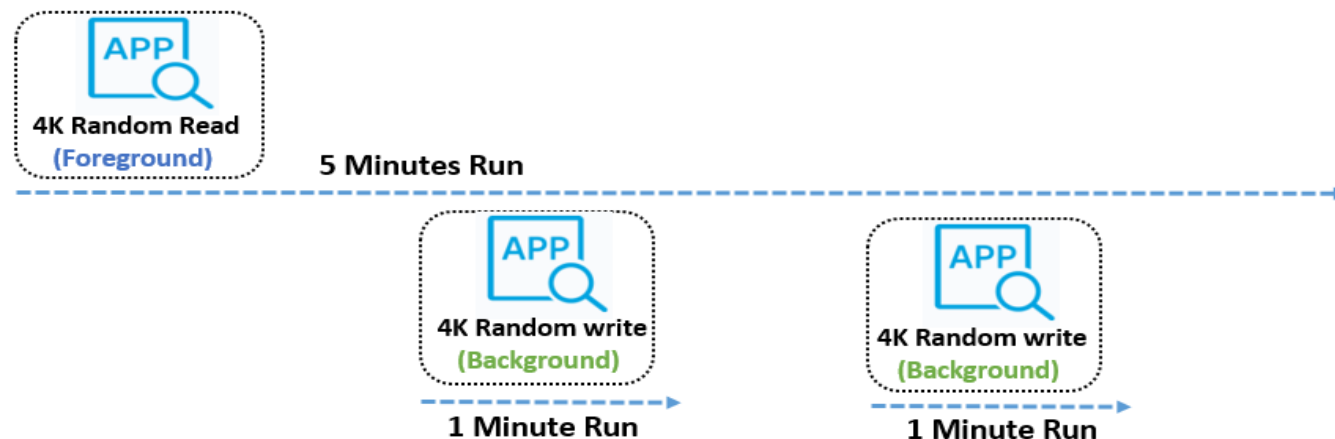 APP
4K Random Read
(Foreground)
5 Minutes Run
APP
4K Random write
(Background)
1 Minute Run
APP
4K Random write
(Background)
1 Minute Run